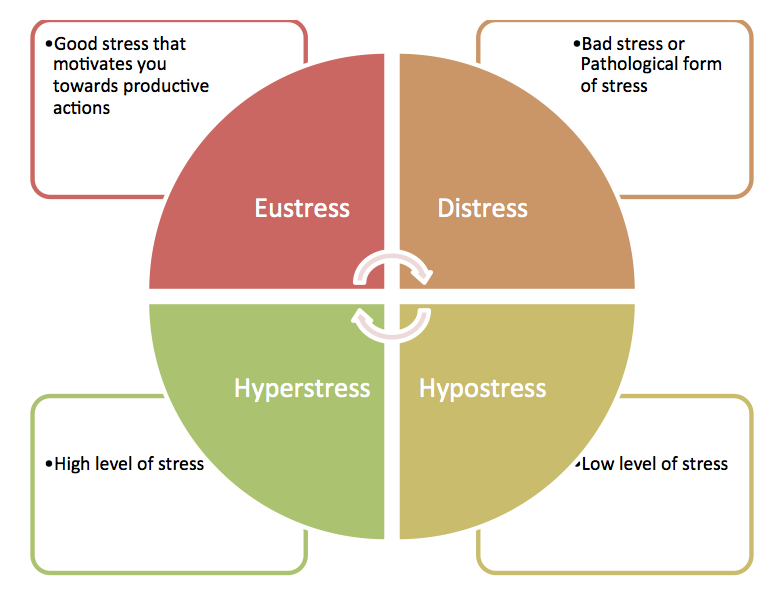 •Good stress that
motivates you
towards productive
actions
•Bad stress or
Pathological form
of stress
Eustress
Distress
Hyperstress
Hypostress
•High level of stress
•Low level of stress